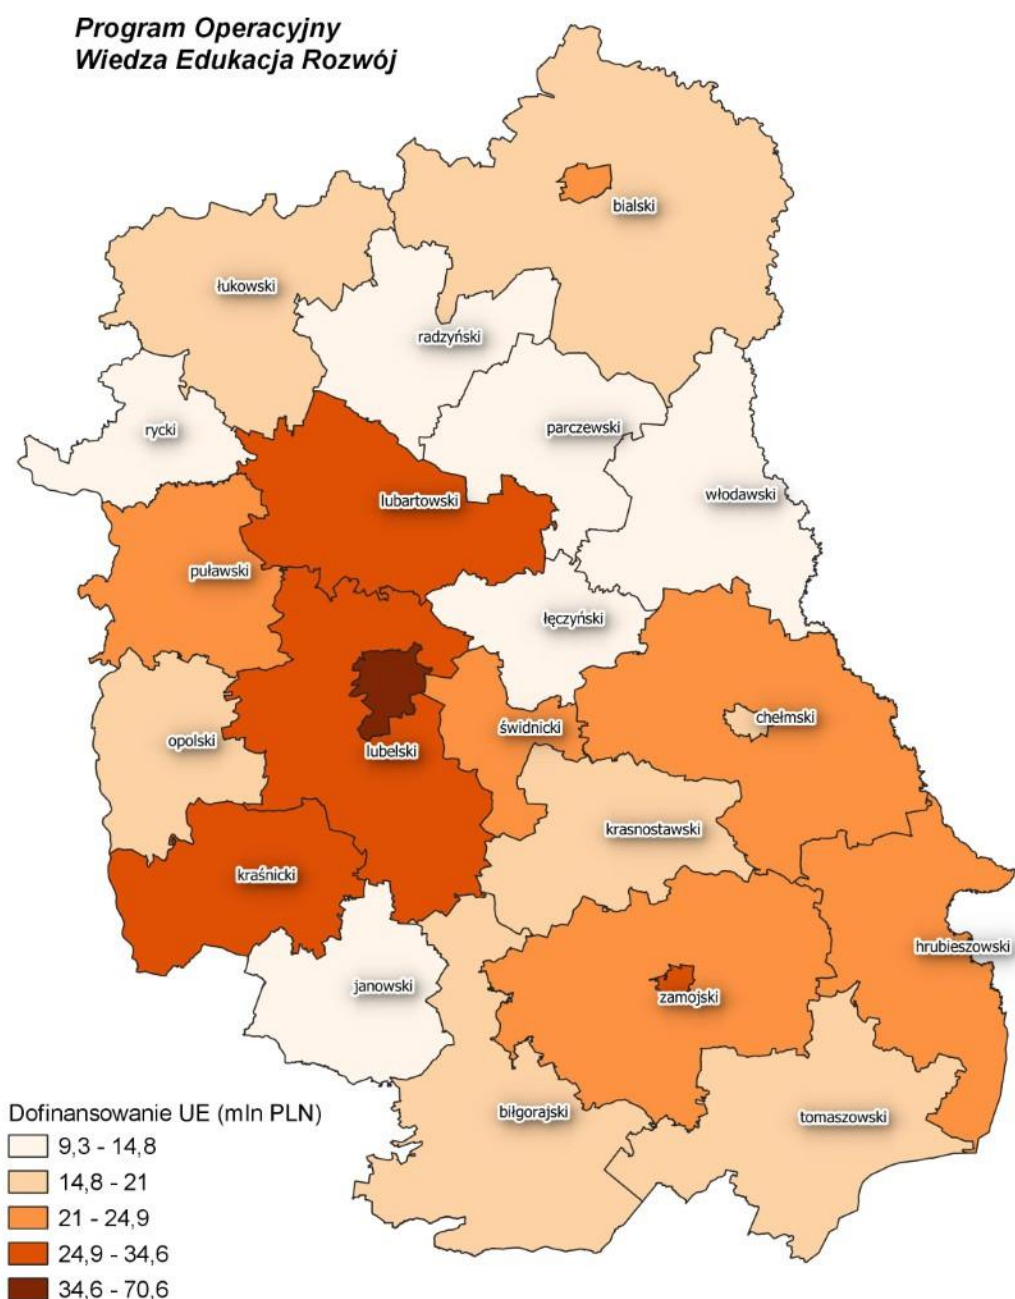 Program Operacyjny
Wiedza Edukacja Rozwój
bialski
łukowski
radzyński
rycki
parczewski
włodawski
lubartowski
puławski
łęczyński
opolski
lubelski
świdnicki
chełmski
krasnostawski
kraśnicki
hrubieszowski
janowski
zamojski
biłgorajski
tomaszowski
Dofinansowanie UE (mln PLN)
9,3 - 14,8
14,8 - 21
21 - 24,9
24,9 - 34,6
34,6 - 70,6